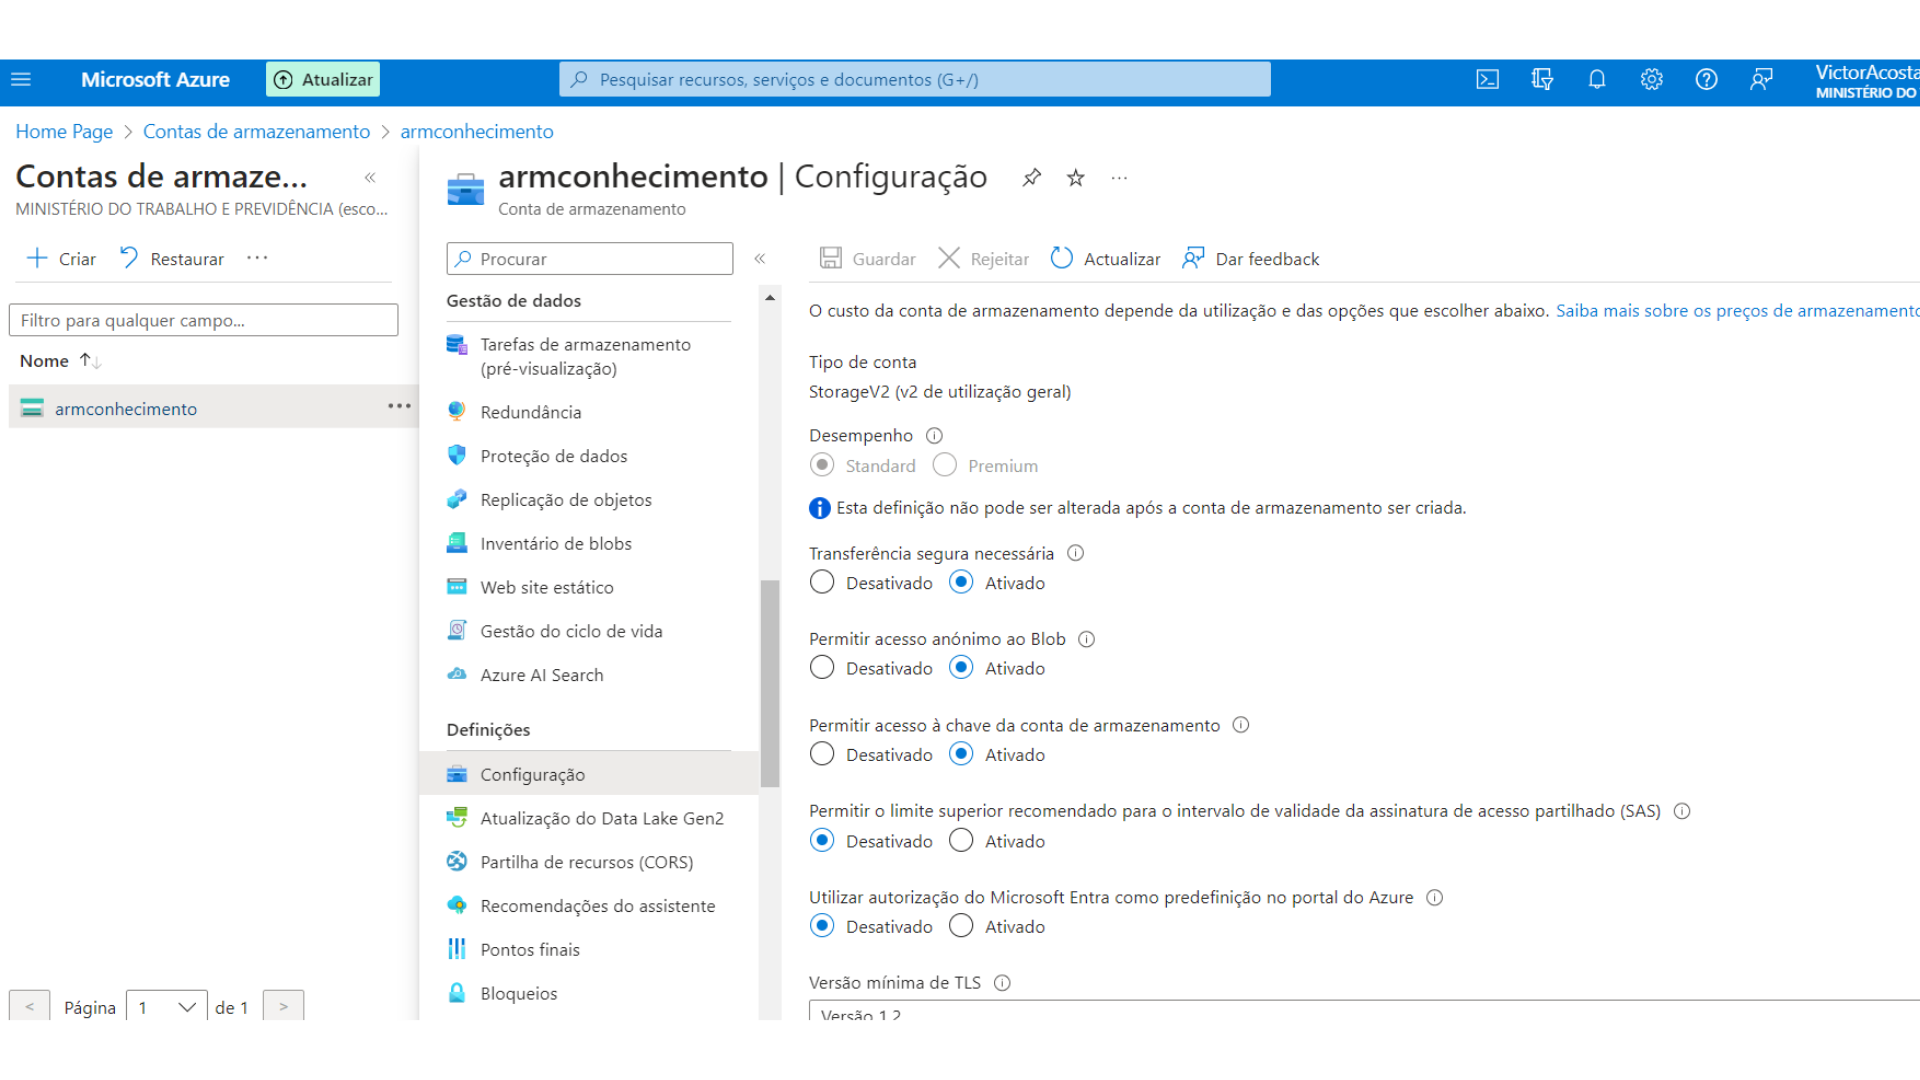 Microsoft Azure
Atualizar
Pesquisar recursos, serviços e documentos (G+/)
VictorAcosta
MINISTÉRIO DO
Home Page > Contas de armazenamento > armconhecimento
Contas de armaze...
MINISTÉRIO DO TRABALHO E PREVIDÊNCIA (esco...
Criar
Restaurar
Filtro para qualquer campo...
Nome
armconhecimento
Página 1 de 1
armconhecimento | Configuração
Conta de armazenamento
Procurar
Gestão de dados
Tarefas de armazenamento
(pré-visualização)
Redundância
Proteção de dados
Replicação de objetos
Inventário de blobs
Web site estático
Gestão do ciclo de vida
Azure AI Search
Definições
Configuração
Atualização do Data Lake Gen2
Partilha de recursos (CORS)
Recomendações do assistente
Pontos finais
Bloqueios
Guardar
Rejeitar
Actualizar
Dar feedback
O custo da conta de armazenamento depende da utilização e das opções que escolher abaixo. Saiba mais sobre os preços de armazenamento
Tipo de conta
StorageV2 (v2 de utilização geral)
Desempenho
Standard Premium
Esta definição não pode ser alterada após a conta de armazenamento ser criada.
Transferência segura necessária
Desativado Ativado
Permitir acesso anónimo ao Blob
Desativado Ativado
Permitir acesso à chave da conta de armazenamento
Desativado Ativado
Permitir o limite superior recomendado para o intervalo de validade da assinatura de acesso partilhado (SAS)
Desativado Ativado
Utilizar autorização do Microsoft Entra como predefinição no portal do Azure
Desativado Ativado
Versão mínima de TLS
Versão 1.2